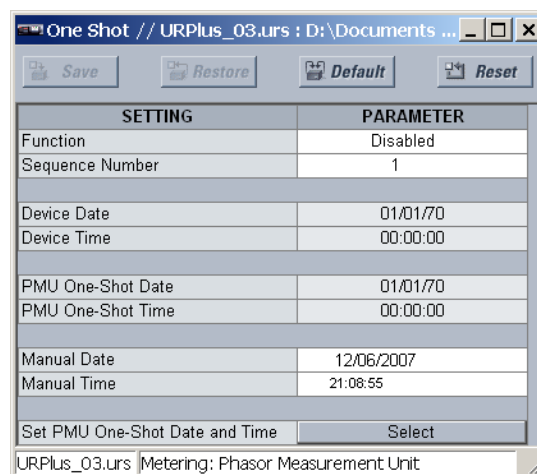 One Shot // URPlus_03.urs : D:\Documents ...
Save Restore Default Reset
SETTING PARAMETER
Function Disabled
Sequence Number 1
Device Date 01/01/70
Device Time 00:00:00
PMU One-Shot Date 01/01/70
PMU One-Shot Time 00:00:00
Manual Date 12/06/2007
Manual Time 21:08:55
Set PMU One-Shot Date and Time Select
URPlus_03.urs Metering: Phasor Measurement Unit